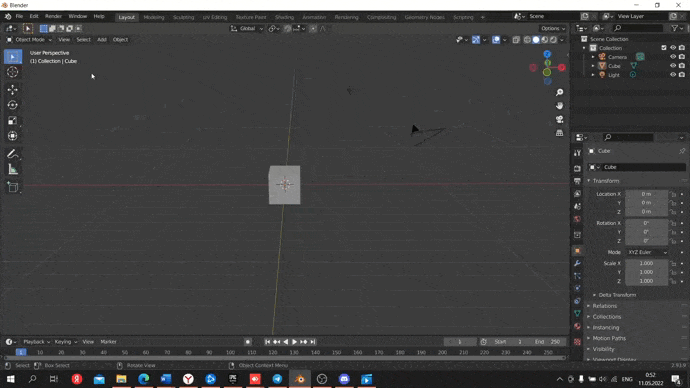 Blender
File Edit Render Window Help Layout Modeling Sculpting UV Editing Texture Paint Shading Animation Rendering Compositing Geometry Nodes Scripting + Scene View Layer
Global Options
Object Mode View Select Add Object
User Perspective
(1) Collection | Cube
Scene Collection
Collection
Camera
Cube
Light
Cube
Cube
Transform
Location X 0 m
Y 0 m
Z 0 m
Rotation X 0°
Y 0°
Z 0°
Mode XYZ Euler
Scale X 1.000
Y 1.000
Z 1.000
Delta Transform
Relations
Collections
Instancing
Motion Paths
Visibility
Viewport Display
Playback Keying View Marker 1 Start 1 End 250
1 10 20 30 40 50 60 70 80 90 100 110 120 130 140 150 160 170 180 190 200 210 220 230 240 250
Select Box Select Rotate View Object Context Menu 2.93.9
ENG 0:52
11.05.2022